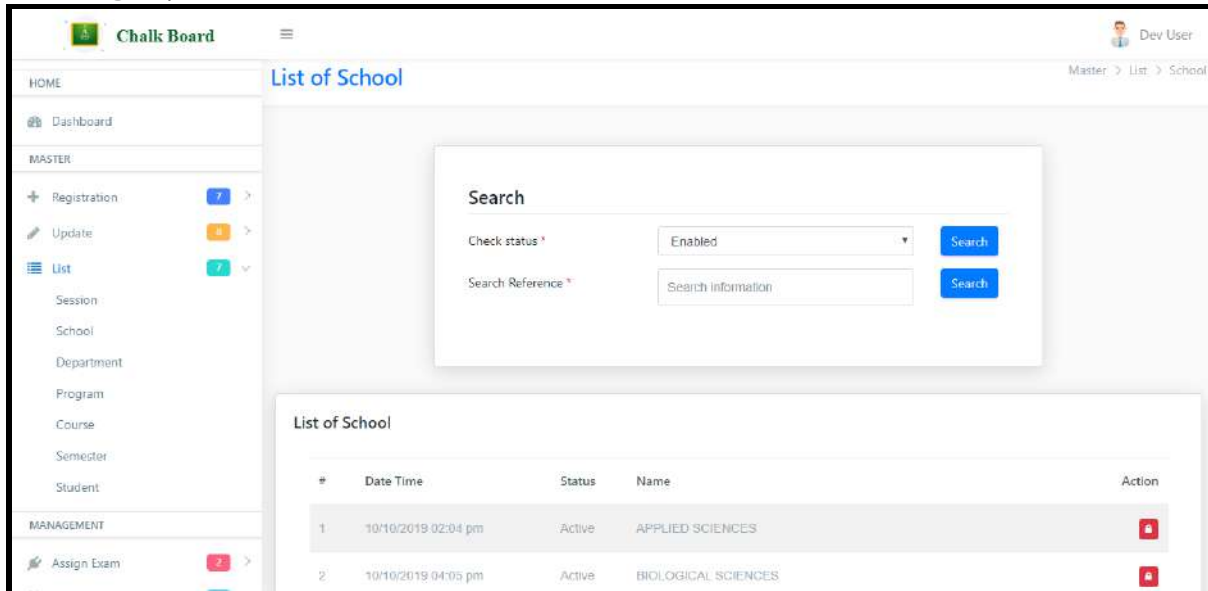 Chalk Board
Dev User
HOME
Dashboard
MASTER
Registration 7
Update 4
List 7
Session
School
Department
Program
Course
Semester
Student
MANAGEMENT
Assign Exam 2
List of School
Master > List > School
Search
Check status * Enabled Search
Search Reference * Search Information Search
List of School
# Date Time Status Name Action
1 10/10/2019 02:04 pm Active APPLIED SCIENCES
2 10/10/2019 04:05 pm Active BIOLOGICAL SCIENCES